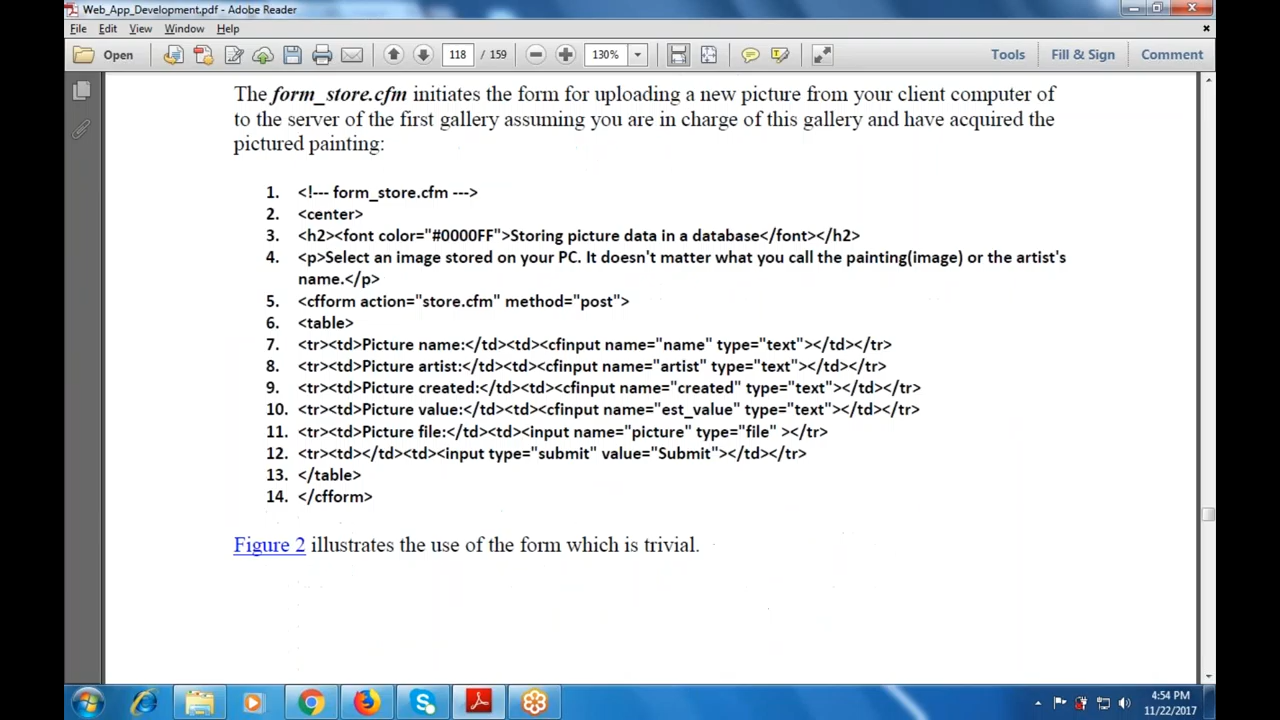 Web_App_Development.pdf - Adobe Reader
File Edit View Window Help
Open 118 / 159 130% Tools Fill & Sign Comment
The form_store.cfm initiates the form for uploading a new picture from your client computer of
to the server of the first gallery assuming you are in charge of this gallery and have acquired the
pictured painting:
1. <!--- form_store.cfm --->
2. <center>
3. <h2><font color="#0000FF">Storing picture data in a database</font></h2>
4. <p>Select an image stored on your PC. It doesn't matter what you call the painting(image) or the artist's
name.</p>
5. <cfform action="store.cfm" method="post">
6. <table>
7. <tr><td>Picture name:</td><td><cfinput name="name" type="text"></td></tr>
8. <tr><td>Picture artist:</td><td><cfinput name="artist" type="text"></td></tr>
9. <tr><td>Picture created:</td><td><cfinput name="created" type="text"></td></tr>
10. <tr><td>Picture value:</td><td><cfinput name="est_value" type="text"></td></tr>
11. <tr><td>Picture file:</td><td><input name="picture" type="file" ></tr>
12. <tr><td></td><td><input type="submit" value="Submit"></td></tr>
13. </table>
14. </cfform>
Figure 2 illustrates the use of the form which is trivial.
4:54 PM
11/22/2017